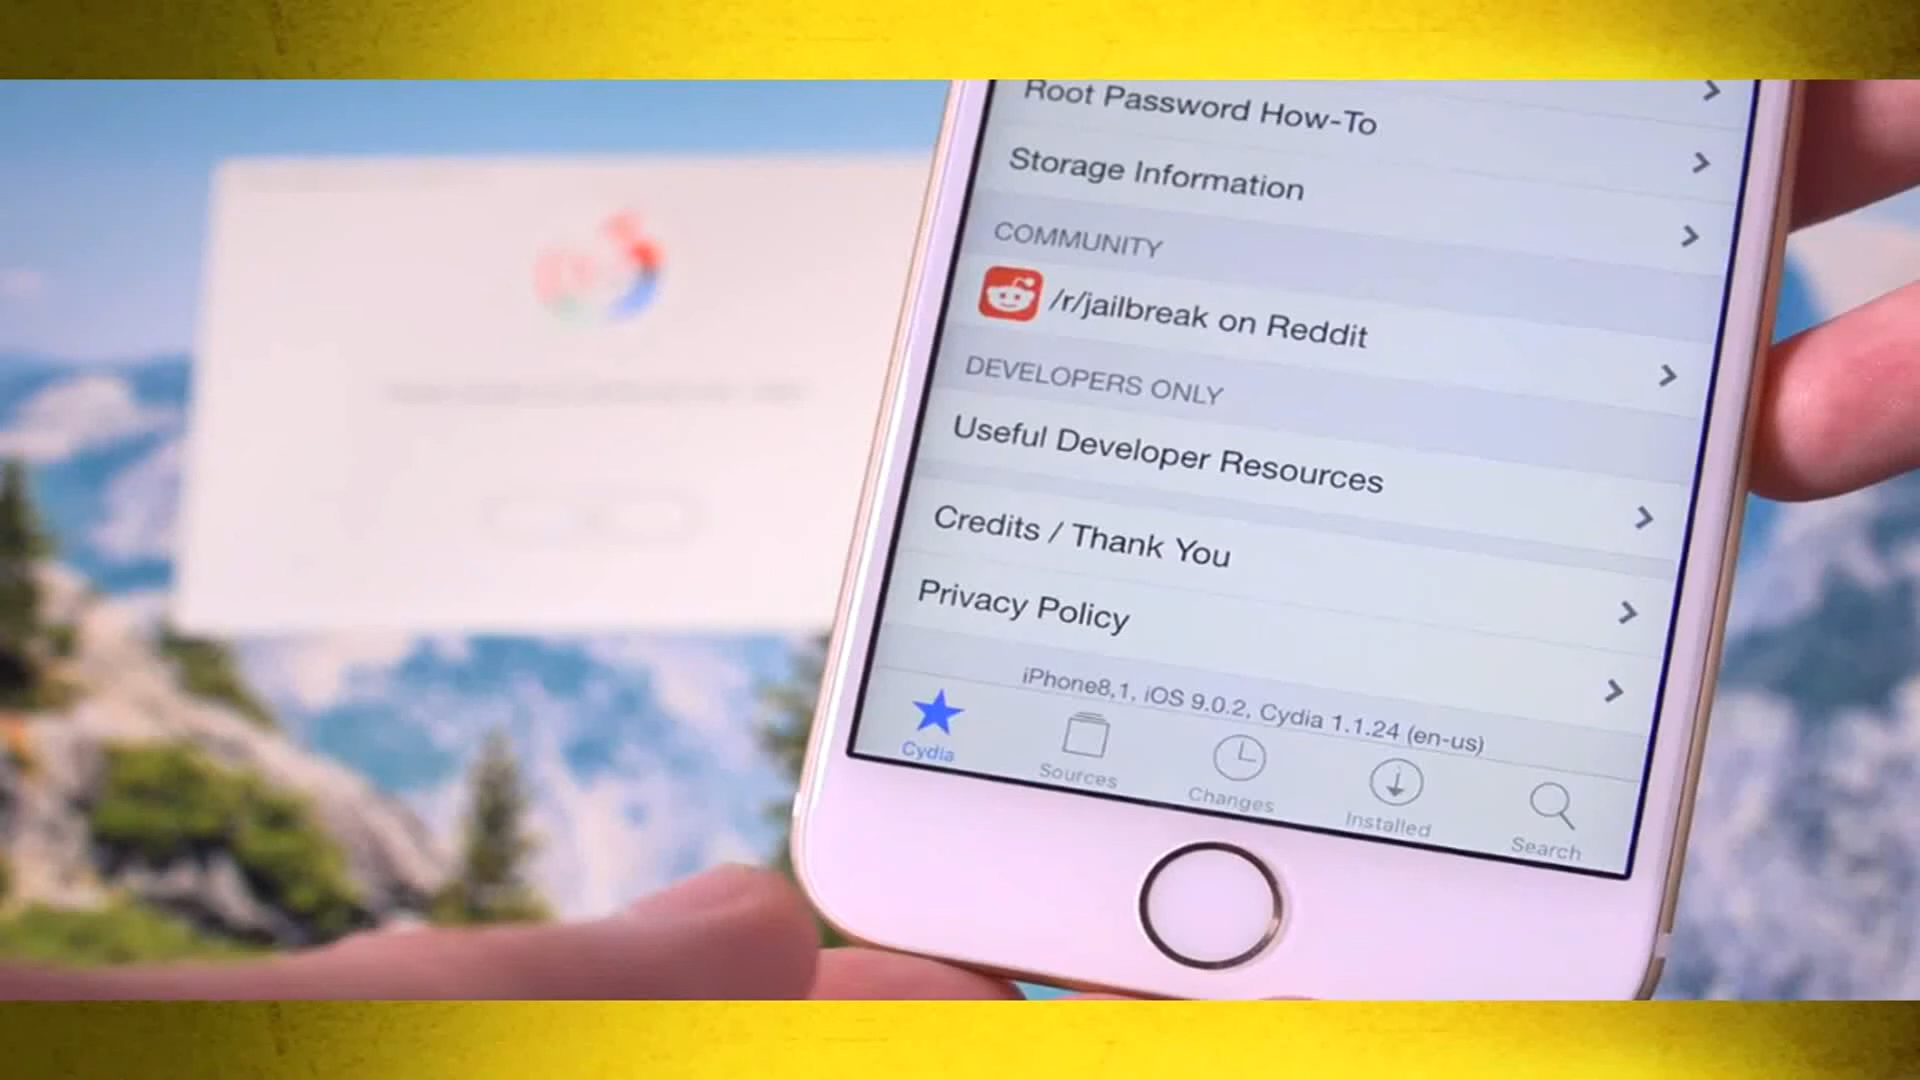 Root Password How-To
Storage Information
COMMUNITY
/r/jailbreak on Reddit
DEVELOPERS ONLY
Useful Developer Resources
Credits / Thank You
Privacy Policy
iPhone8,1, iOS 9.0.2, Cydia 1.1.24 (en-us)
Cydia
Sources
Changes
Installed
Search